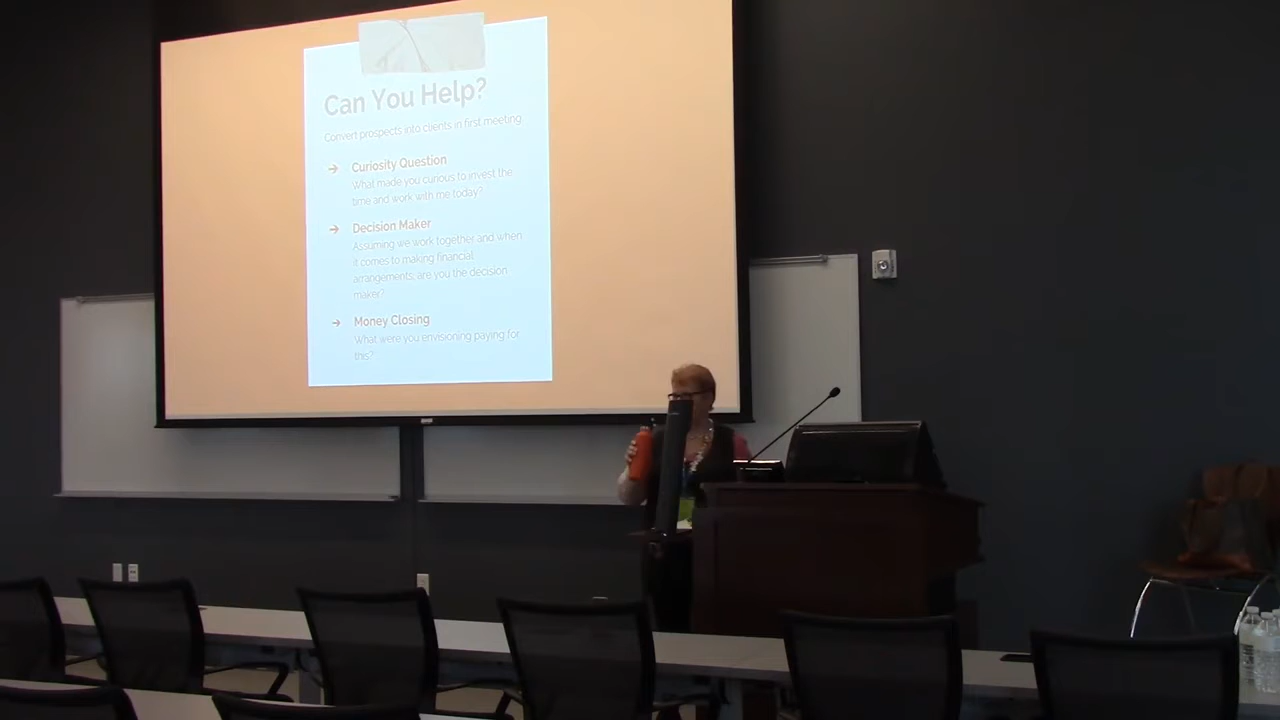 Can You Help?
Convert prospects into clients in first meeting.
→ Curiosity Question
What made you curious to invest the
time and work with me today?
→ Decision Maker
Assuming we work together and when
it comes to making financial
arrangements, are you the decision
maker?
→ Money Closing
What were you envisioning paying for
this?